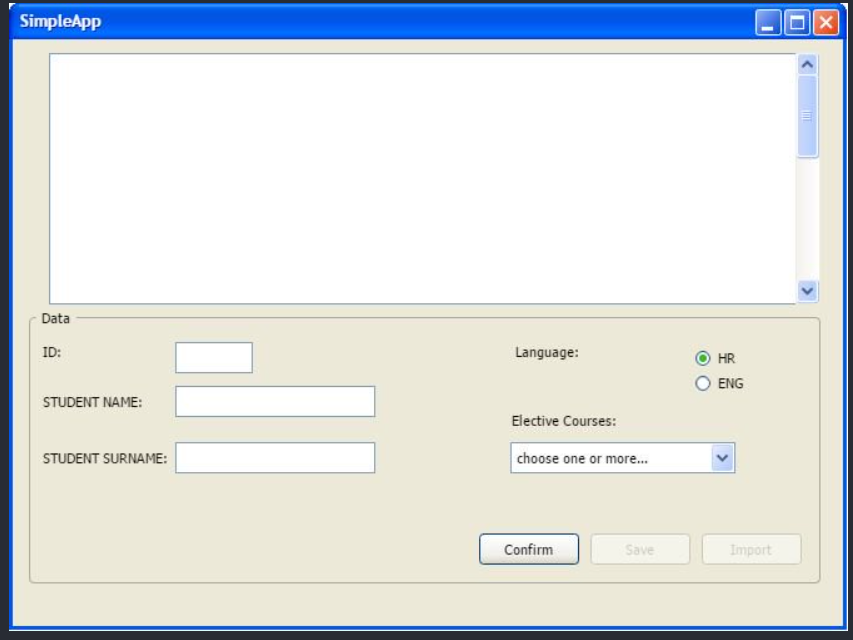 SimpleApp
Data
ID:
Language:
HR
ENG
STUDENT NAME:
Elective Courses:
STUDENT SURNAME:
choose one or more...
Confirm
Save
Import